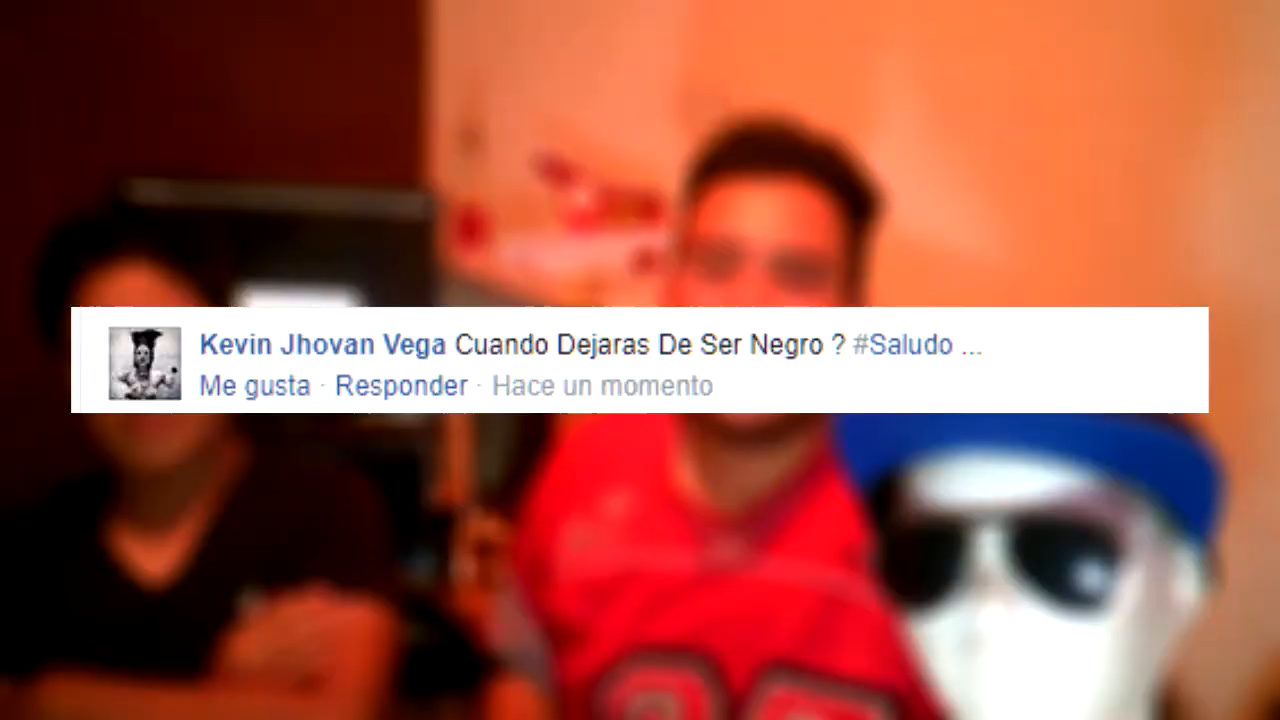 Kevin Jhovan Vega Cuando Dejaras De Ser Negro ? #Saludo ...
Me gusta · Responder · Hace un momento